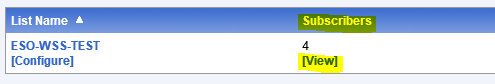 List Name ▲ Subscribers
ESO-WSS-TEST 4
[Configure] [View]